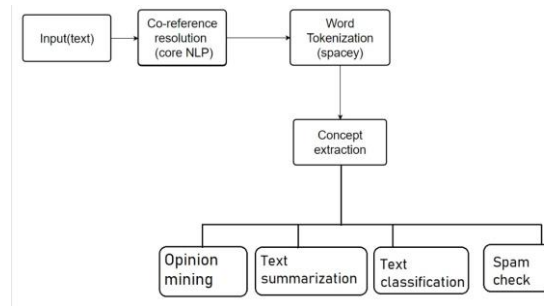 Input(text)
Co-reference
resolution
(core NLP)
Word
Tokenization
(spacey)
Concept
extraction
Opinion
mining
Text
summarization
Text
classification
Spam
check